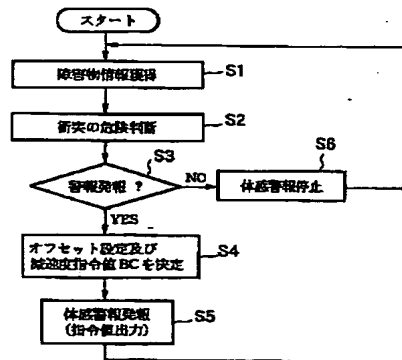 スタート
障害物情報獲得
S1
衝突の危険判断
S2
警報発報 ?
S3
NO
体感警報停止
S6
YES
オフセット設定及び
減速度指令値 BC を決定
S4
体感警報発報
(指令値出力)
S5